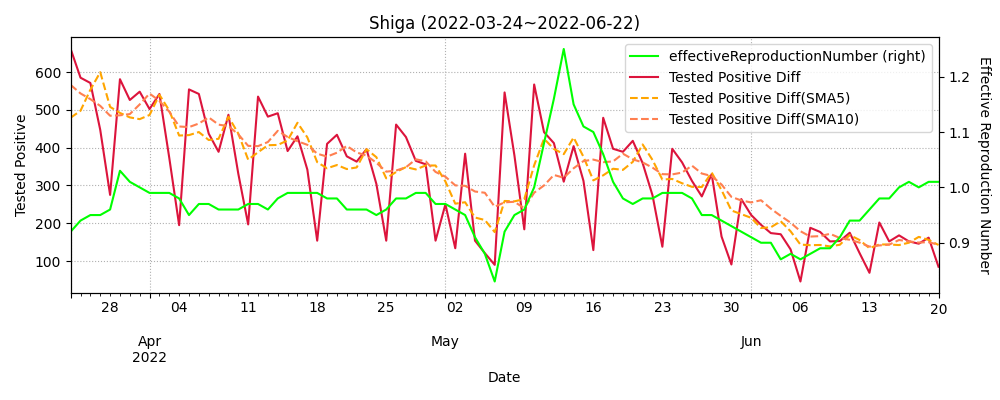 Shiga (2022-03-24~2022-06-22)
effectiveReproductionNumber (right)
Tested Positive Diff
Tested Positive Diff(SMA5)
Tested Positive Diff(SMA10)
Tested Positive
600
500
400
300
200
100
1.2
1.1
1.0
0.9
Effective Reproduction Number
28 04 11 18 25 02 09 16 23 30 06 13 20
Apr May Jun
2022
Date